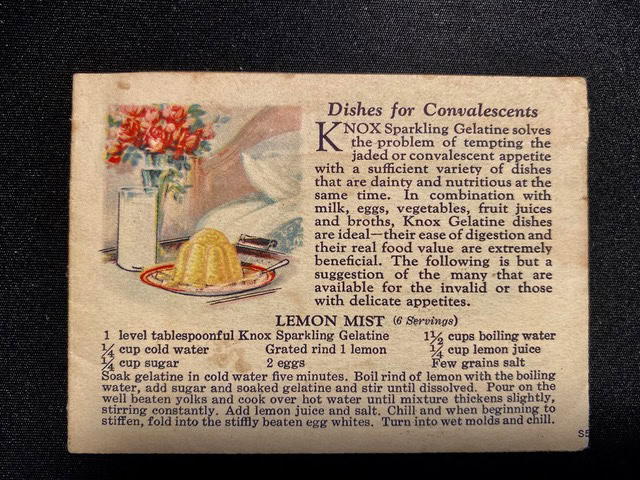 Dishes for Convalescents
KNOX Sparkling Gelatine solves
the problem of tempting the
jaded or convalescent appetite
with a sufficient variety of dishes
that are dainty and nutritious at the
same time. In combination with
milk, eggs, vegetables, fruit juices
and broths, Knox Gelatine dishes
are ideal—their ease of digestion and
their real food value are extremely
beneficial. The following is but a
suggestion of the many that are
available for the invalid or those
with delicate appetites.
LEMON MIST (6 Servings)
1 level tablespoonful Knox Sparkling Gelatine 1½ cups boiling water
¼ cup cold water Grated rind 1 lemon ¼ cup lemon juice
¼ cup sugar 2 eggs Few grains salt
Soak gelatine in cold water five minutes. Boil rind of lemon with the boiling
water, add sugar and soaked gelatine and stir until dissolved. Pour on the
well beaten yolks and cook over hot water until mixture thickens slightly,
stirring constantly. Add lemon juice and salt. Chill and when beginning to
stiffen, fold into the stiffly beaten egg whites. Turn into wet molds and chill.